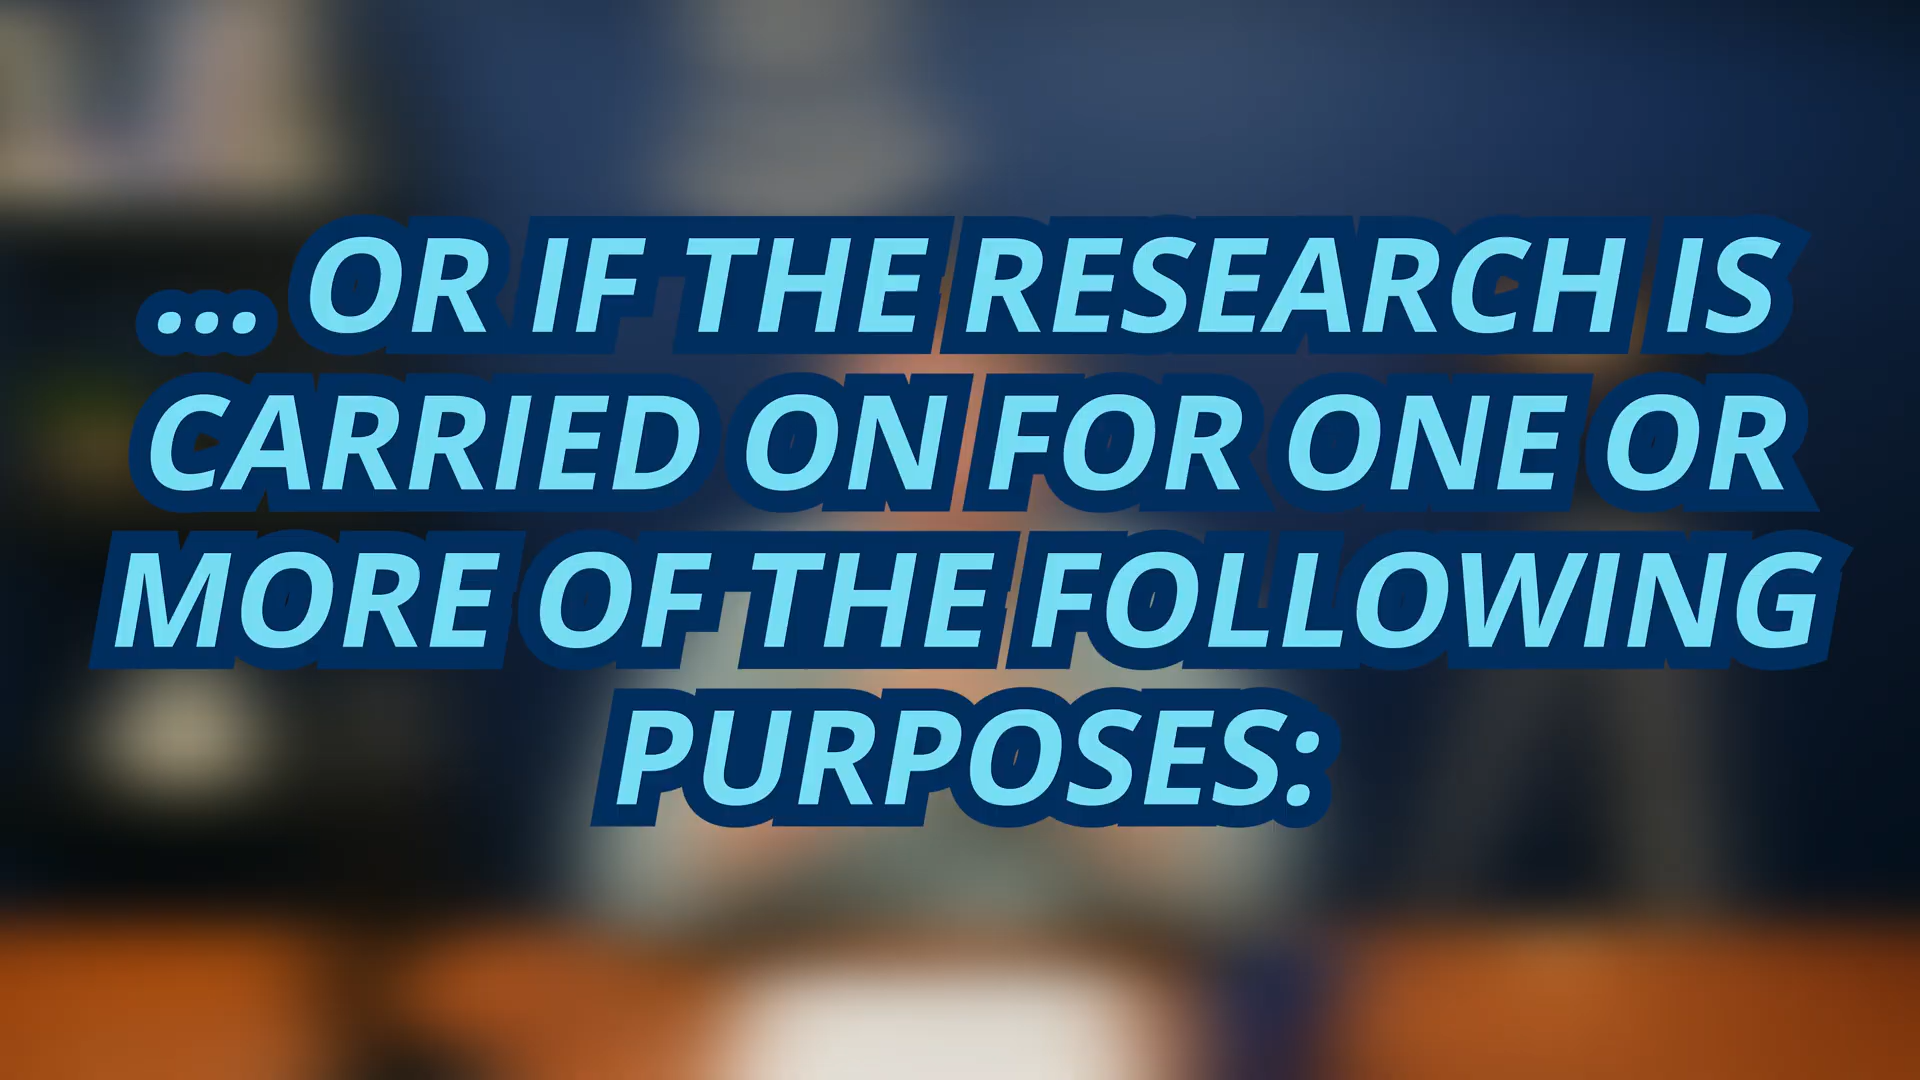 ... OR IF THE RESEARCH IS
CARRIED ON FOR ONE OR
MORE OF THE FOLLOWING
PURPOSES: